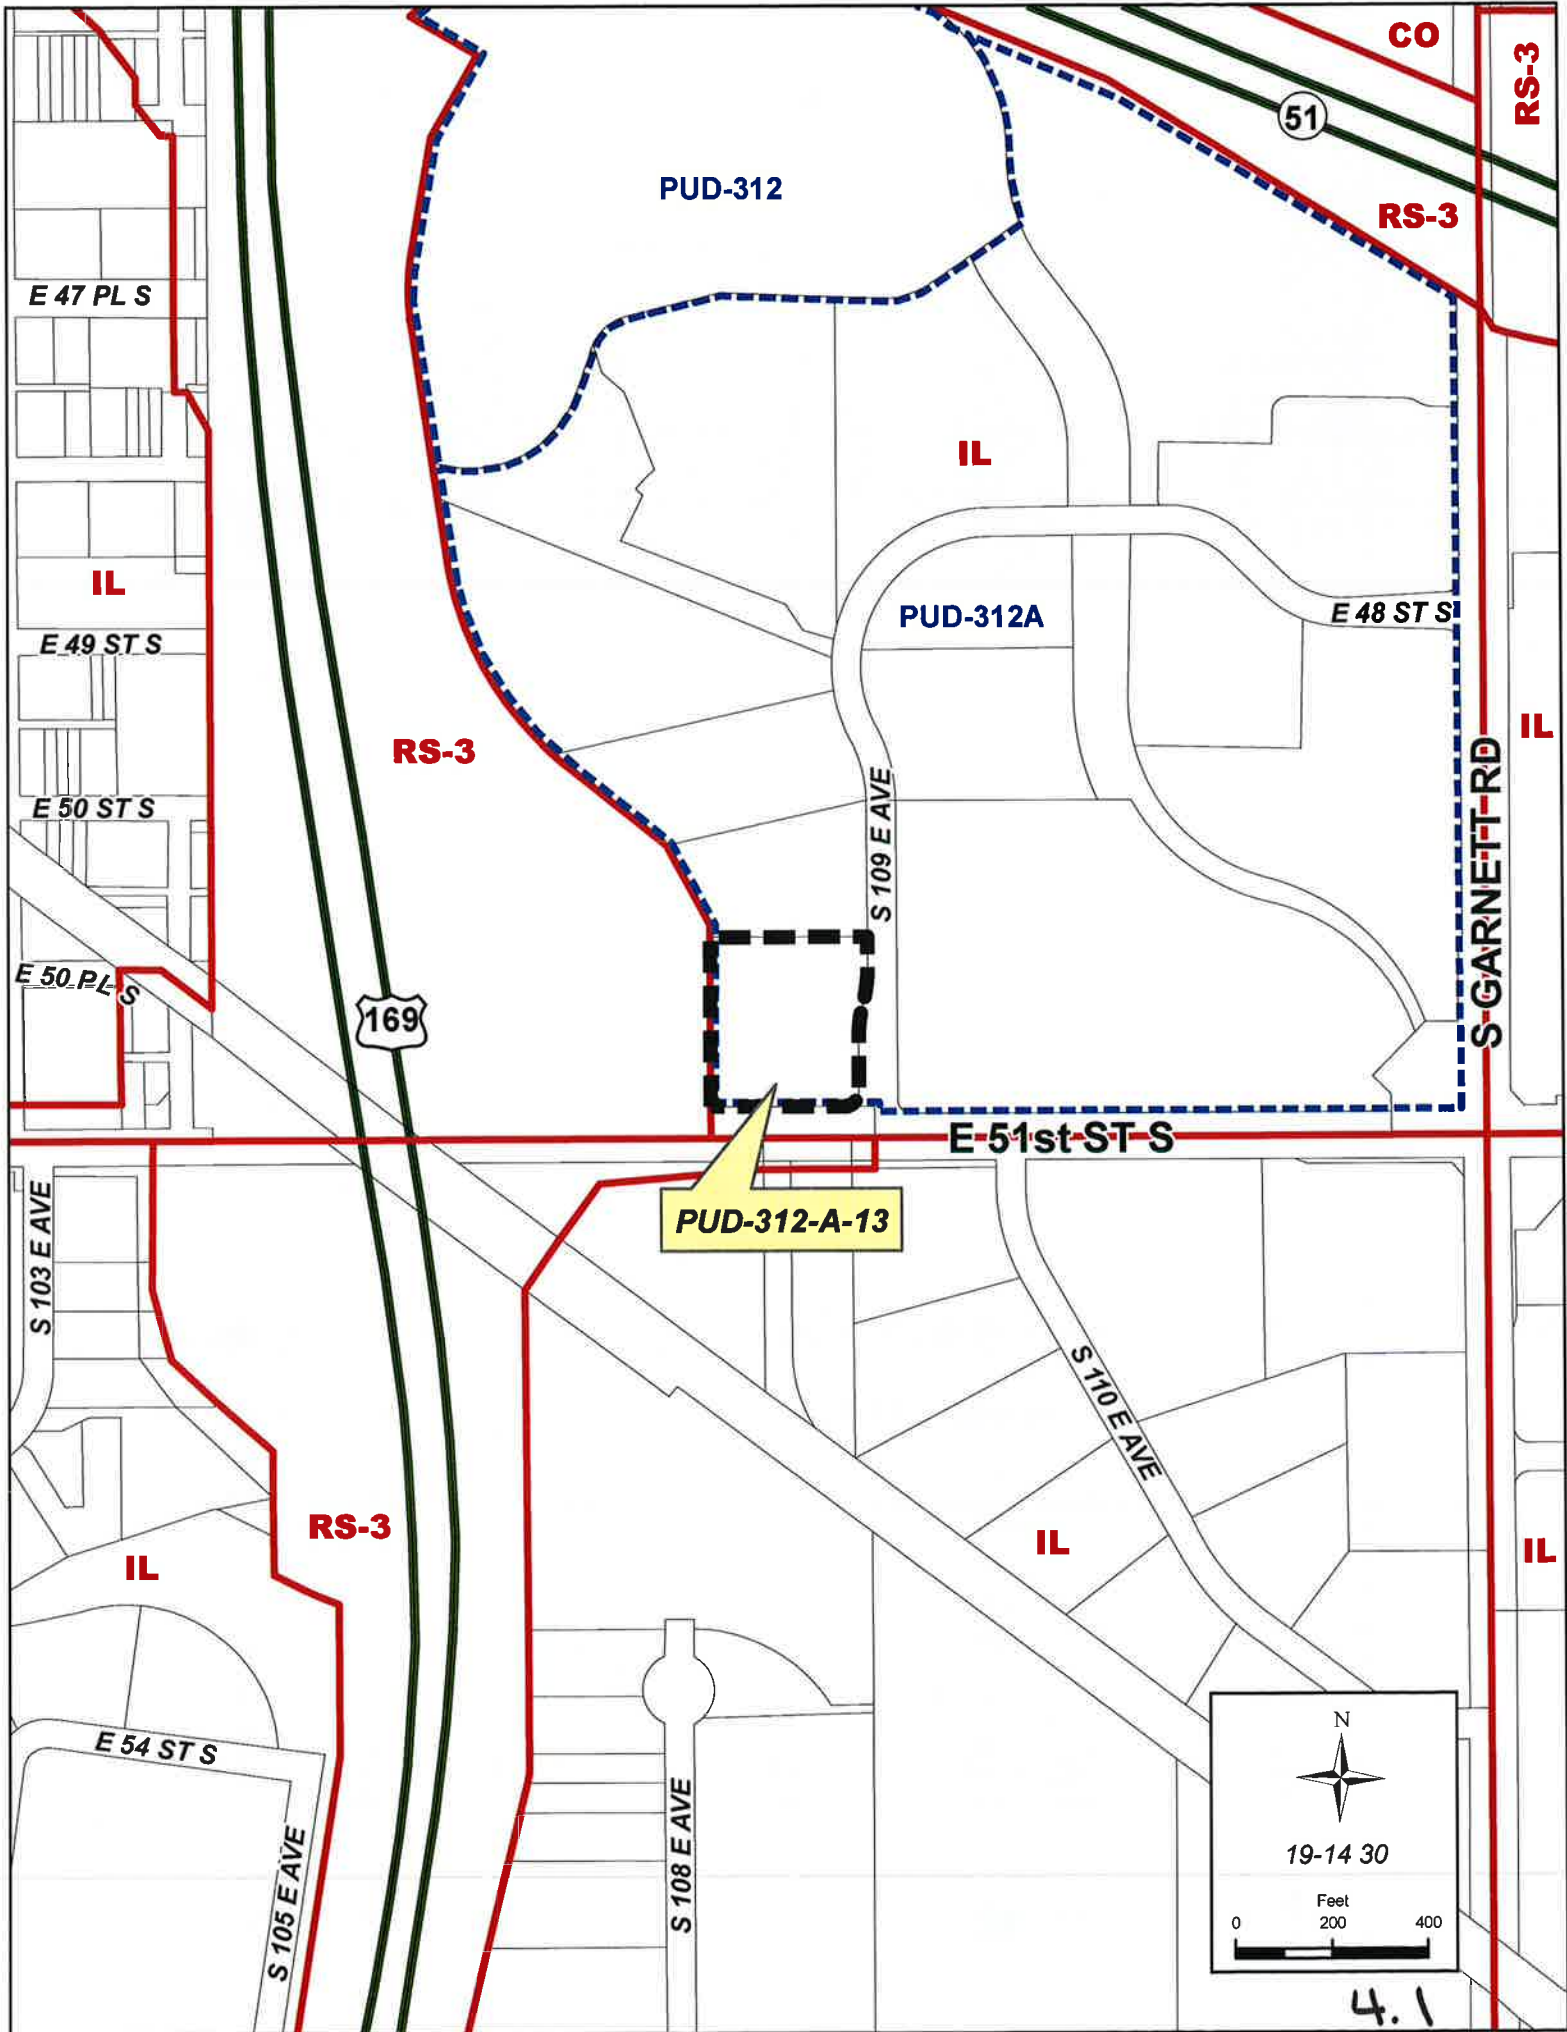 CO
RS-3
51
PUD-312
RS-3
E 47 PL S
IL
IL
PUD-312A
E 48 ST S
E 49 ST S
RS-3
IL
S GARNETT RD
E 50 ST S
S 109 E AVE
E 50 PL S
169
E 51st ST S
PUD-312-A-13
S 103 E AVE
S 110 E AVE
RS-3
IL
IL
IL
E 54 ST S
S 105 E AVE
S 108 E AVE
N
19-14 30
Feet
0 200 400
4.1